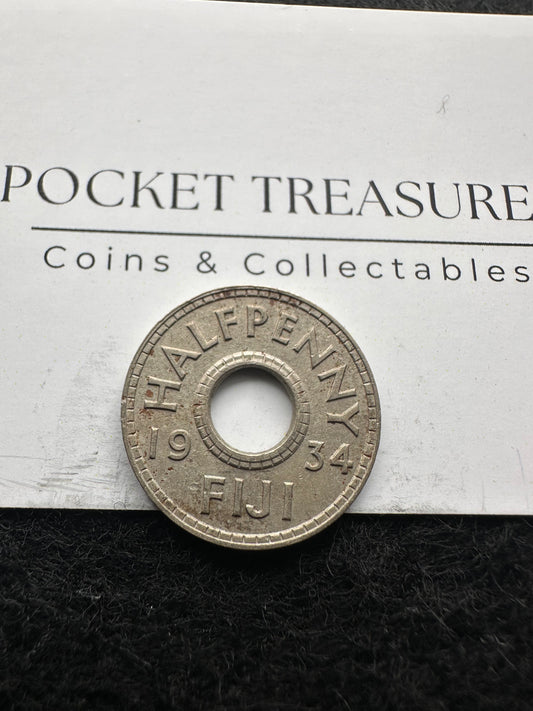 POCKET TREASURE
Coins & Collectables
HALFPENNY
19 34
FIJI